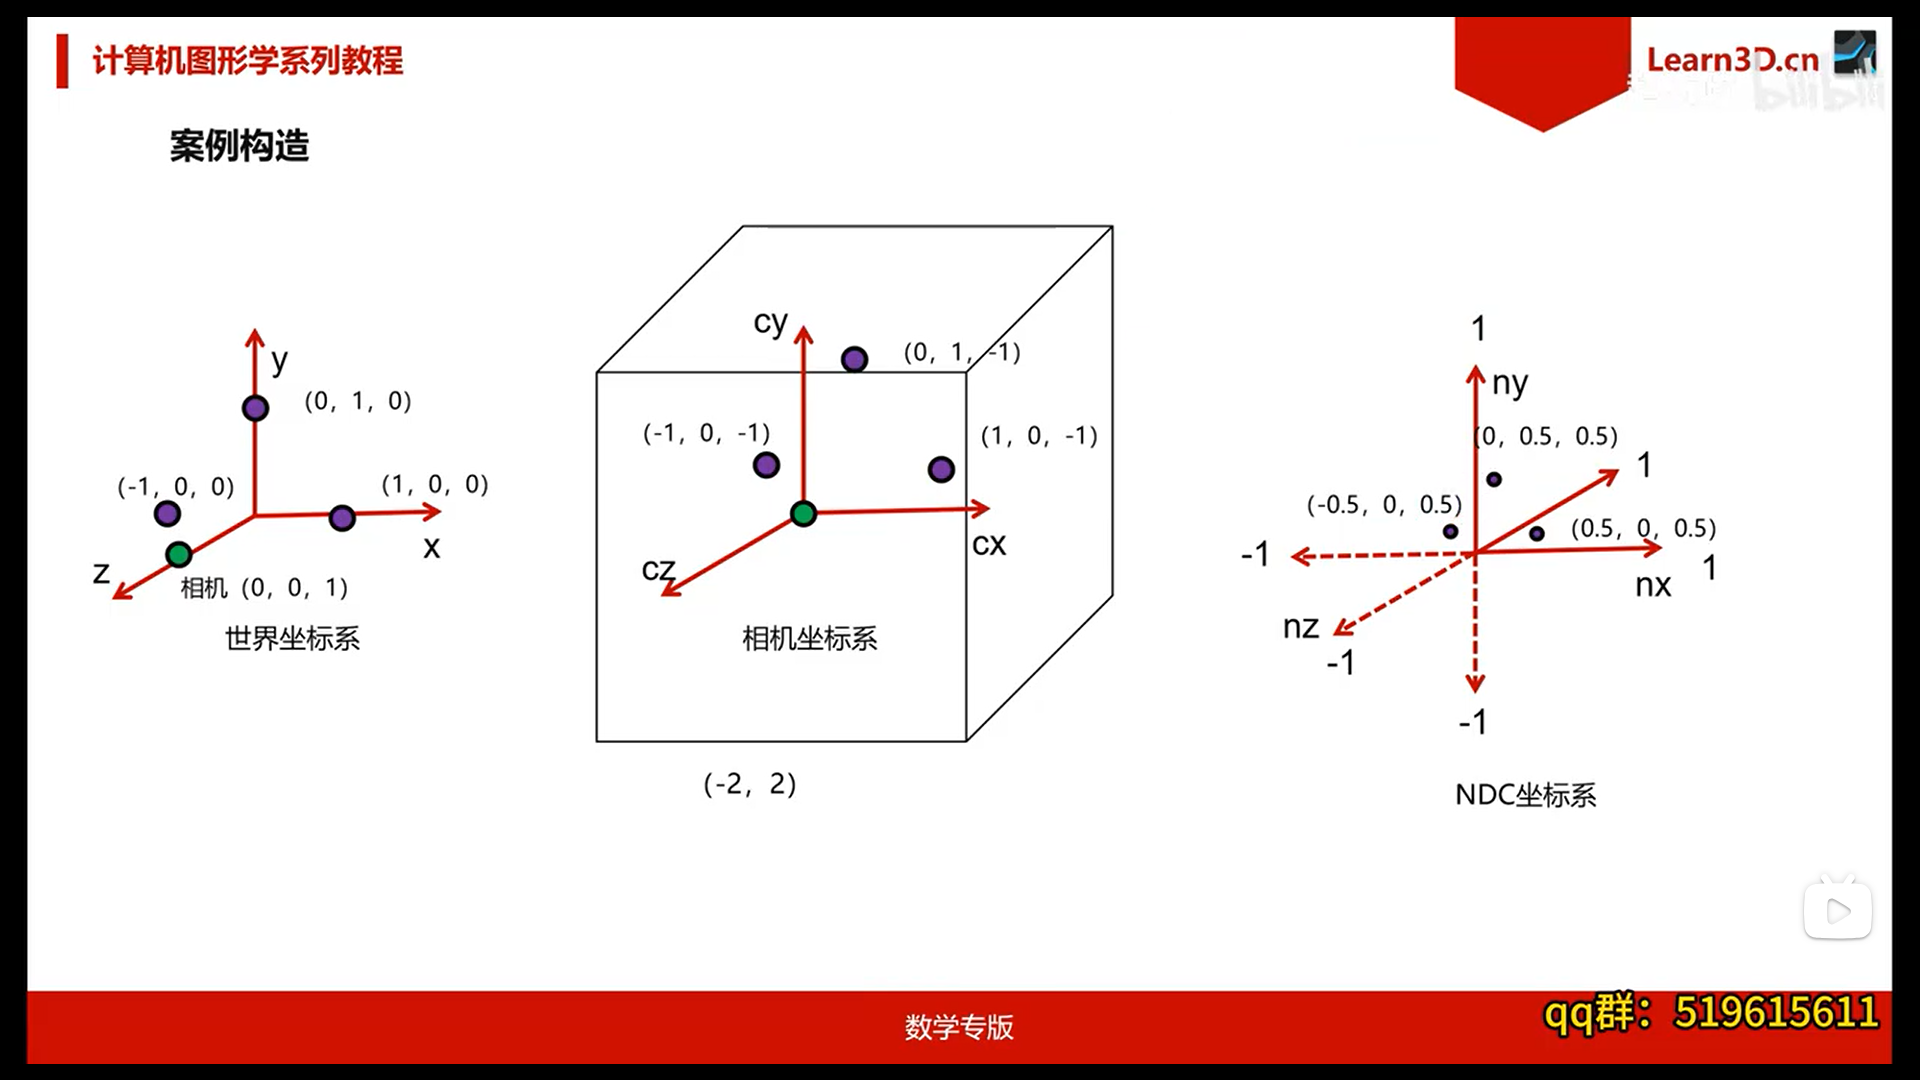 计算机图形学系列教程
Learn3D.cn
bilibili
案例构造
y
(0, 1, 0)
(-1, 0, 0)
(1, 0, 0)
z
x
相机 (0, 0, 1)
世界坐标系
cy
(0, 1, -1)
(-1, 0, -1)
(1, 0, -1)
cz
cx
相机坐标系
(-2, 2)
1
ny
(0, 0.5, 0.5)
1
(-0.5, 0, 0.5)
(0.5, 0, 0.5)
-1
nx
1
nz
-1
-1
NDC坐标系
数学专版
qq群：519615611